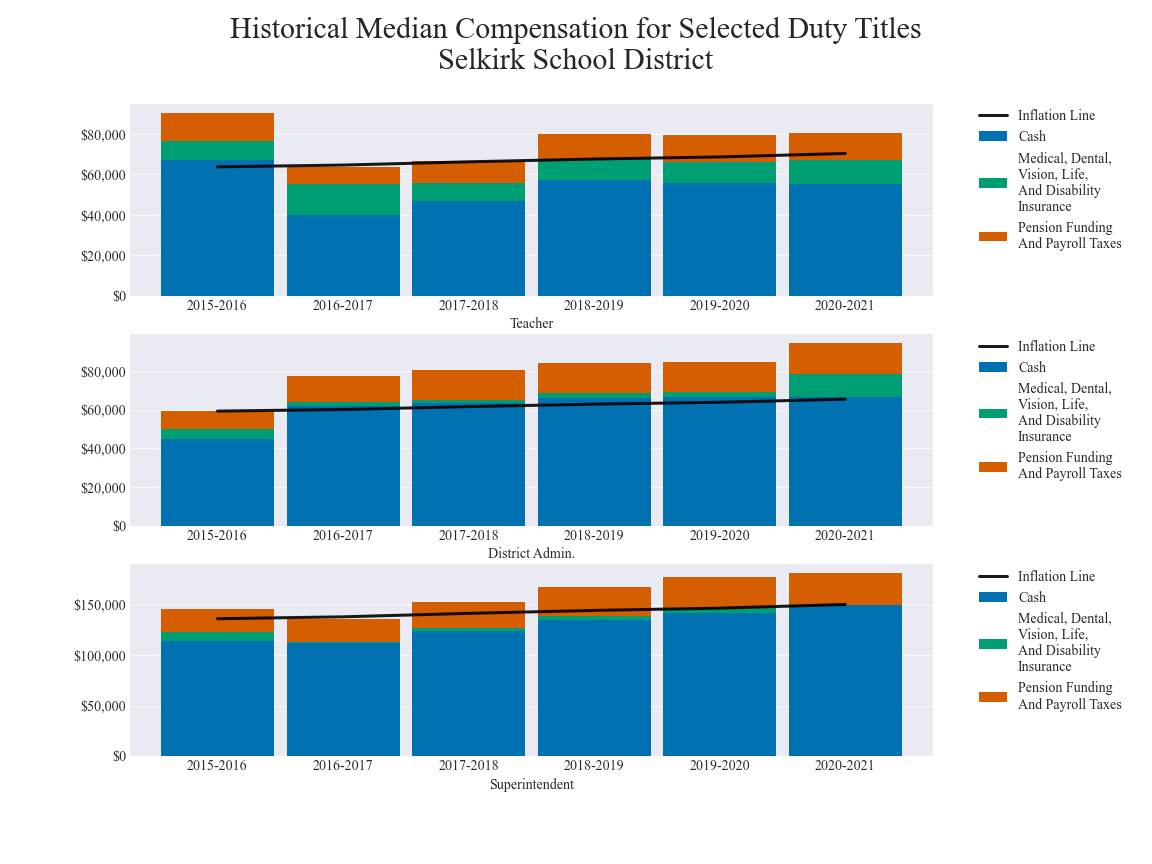 Historical Median Compensation for Selected Duty Titles
Selkirk School District
$80,000
$60,000
$40,000
$20,000
$0
2015-2016 2016-2017 2017-2018 2018-2019 2019-2020 2020-2021
Teacher
Inflation Line
Cash
Medical, Dental,
Vision, Life,
And Disability
Insurance
Pension Funding
And Payroll Taxes
$80,000
$60,000
$40,000
$20,000
$0
2015-2016 2016-2017 2017-2018 2018-2019 2019-2020 2020-2021
District Admin.
Inflation Line
Cash
Medical, Dental,
Vision, Life,
And Disability
Insurance
Pension Funding
And Payroll Taxes
$150,000
$100,000
$50,000
$0
2015-2016 2016-2017 2017-2018 2018-2019 2019-2020 2020-2021
Superintendent
Inflation Line
Cash
Medical, Dental,
Vision, Life,
And Disability
Insurance
Pension Funding
And Payroll Taxes